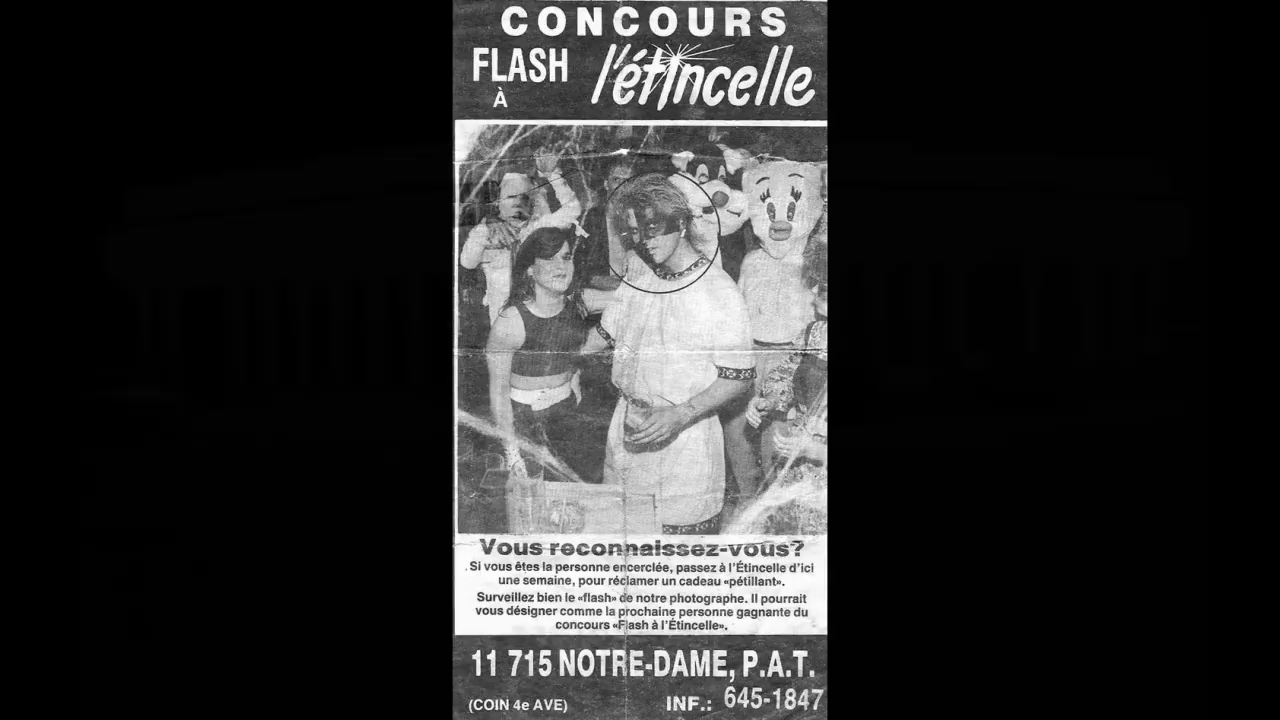 CONCOURS
FLASH
À
l'étincelle
Vous reconnaissez-vous?
Si vous êtes la personne encerclée, passez à l'Étincelle d'ici
une semaine, pour réclamer un cadeau «pétillant».
Surveillez bien le «flash» de notre photographe. Il pourrait
vous désigner comme la prochaine personne gagnante du
concours «Flash à l'Étincelle».
11 715 NOTRE-DAME, P.A.T.
(COIN 4e AVE) INF.: 645-1847